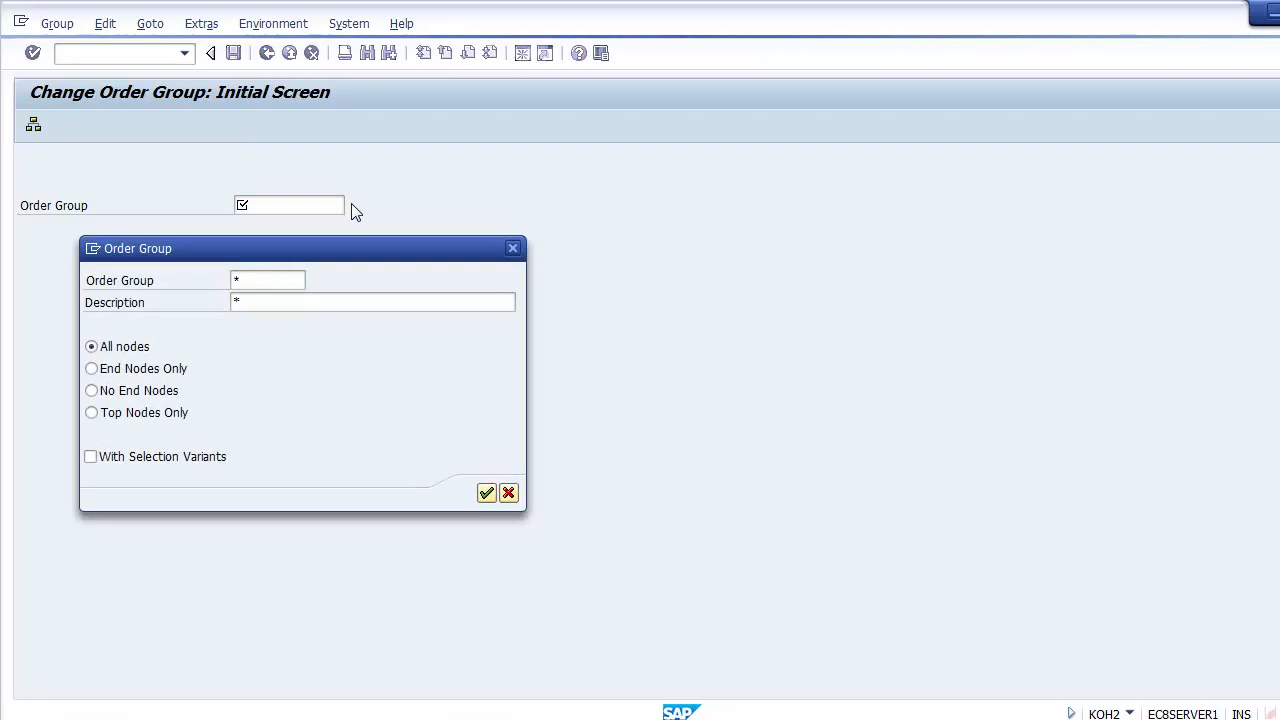 Group Edit Goto Extras Environment System Help
Change Order Group: Initial Screen
Order Group
Order Group
Order Group *
Description *
All nodes
End Nodes Only
No End Nodes
Top Nodes Only
With Selection Variants
SAP KOH2 EC8SERVER1 INS